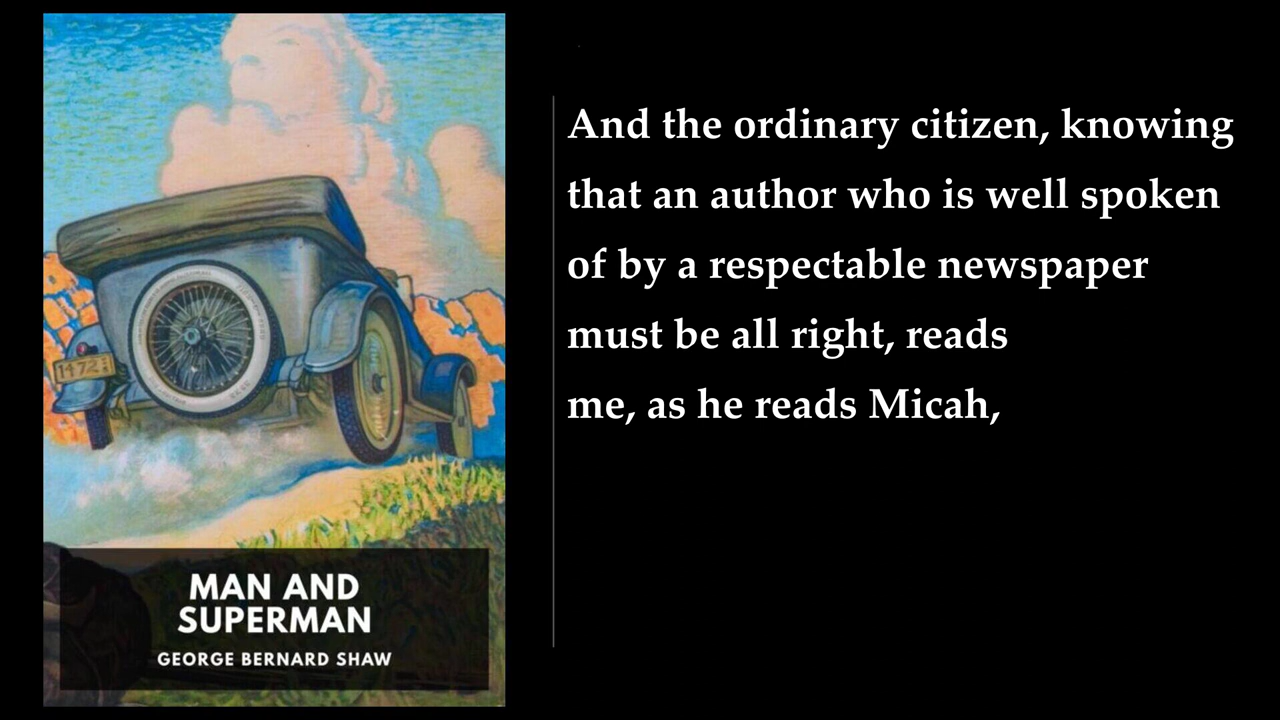 1472
MAN AND
SUPERMAN
GEORGE BERNARD SHAW
And the ordinary citizen, knowing
that an author who is well spoken
of by a respectable newspaper
must be all right, reads
me, as he reads Micah,